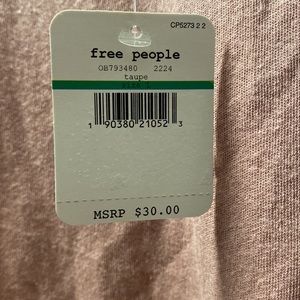 CP5273 2 2
free people
OB793480 2224
taupe
1 90380 21052 3
MSRP $30.00